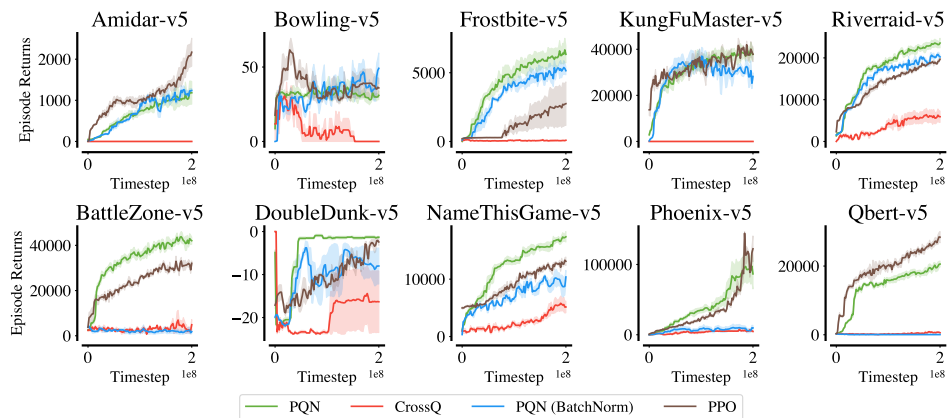 Amidar-v5
Bowling-v5
Frostbite-v5
KungFuMaster-v5
Riverraid-v5
Episode Returns
2000
1000
0
50
0
5000
0
40000
20000
0
20000
10000
0
0 2
0 2
0 2
0 2
0 2
Timestep 1e8
Timestep 1e8
Timestep 1e8
Timestep 1e8
Timestep 1e8
BattleZone-v5
DoubleDunk-v5
NameThisGame-v5
Phoenix-v5
Qbert-v5
Episode Returns
40000
20000
0
0
−10
−20
10000
0
100000
0
20000
0
0 2
0 2
0 2
0 2
0 2
Timestep 1e8
Timestep 1e8
Timestep 1e8
Timestep 1e8
Timestep 1e8
PQN CrossQ PQN (BatchNorm) PPO